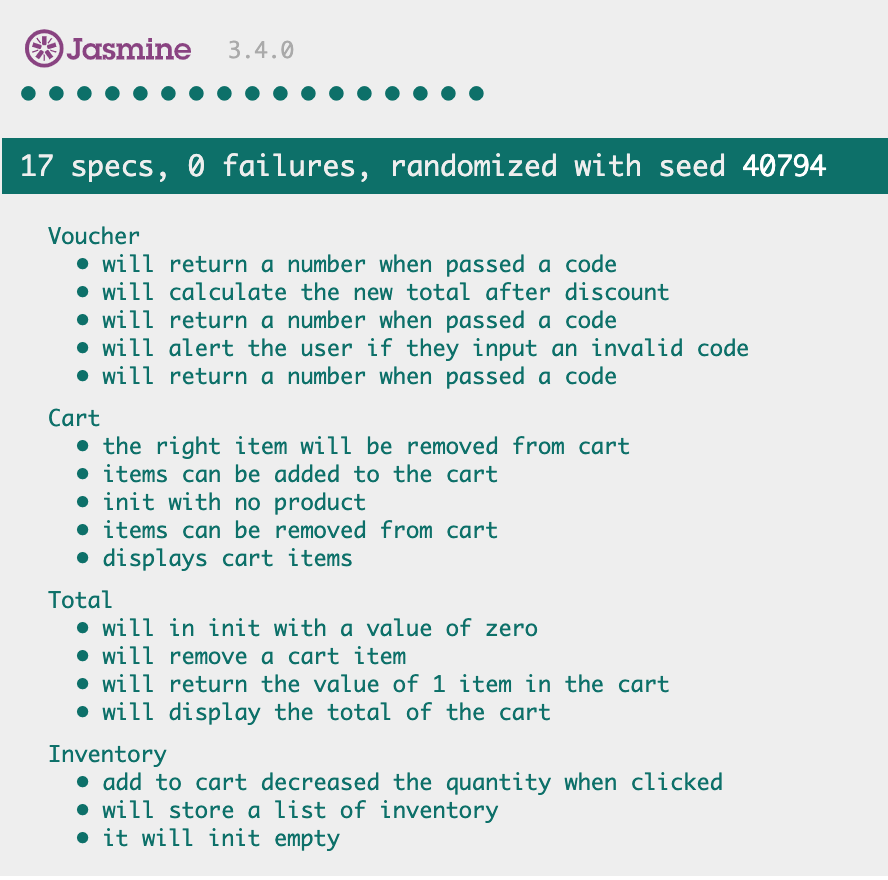 Jasmine 3.4.0
17 specs, 0 failures, randomized with seed 40794
Voucher
• will return a number when passed a code
• will calculate the new total after discount
• will return a number when passed a code
• will alert the user if they input an invalid code
• will return a number when passed a code
Cart
• the right item will be removed from cart
• items can be added to the cart
• init with no product
• items can be removed from cart
• displays cart items
Total
• will in init with a value of zero
• will remove a cart item
• will return the value of 1 item in the cart
• will display the total of the cart
Inventory
• add to cart decreased the quantity when clicked
• will store a list of inventory
• it will init empty